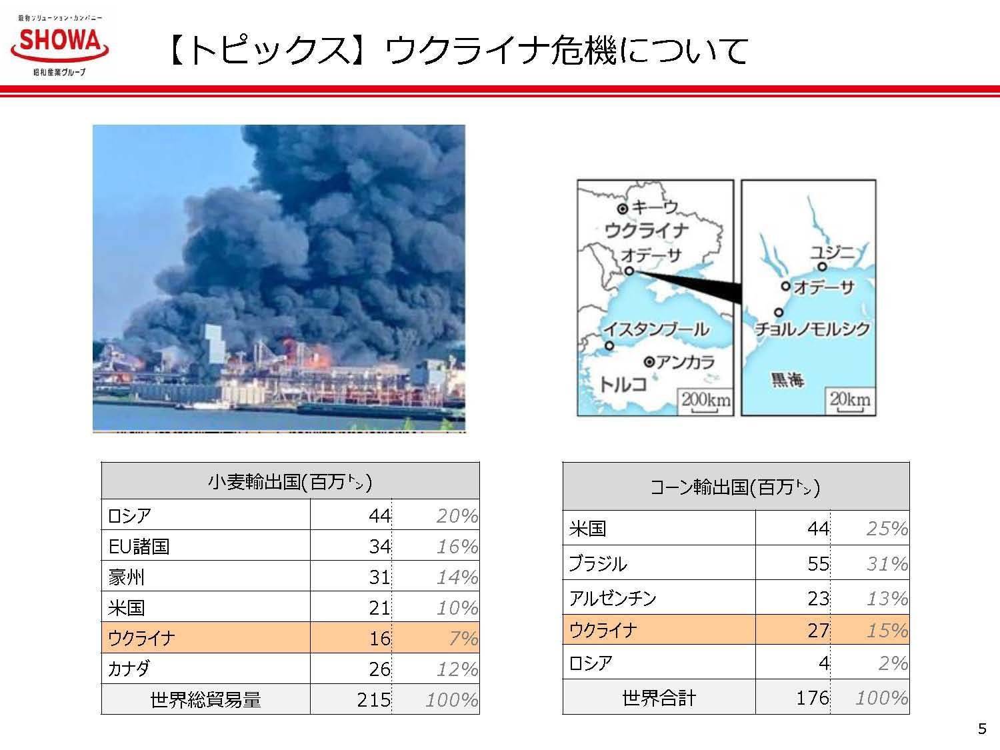 穀物ソリューション・カンパニー
SHOWA
昭和産業グループ
【トピックス】ウクライナ危機について
キーウ
ウクライナ
オデーサ
イスタンブール
アンカラ
トルコ
200km
ユジニ
オデーサ
チョルノモルシク
黒海
20km
小麦輸出国(百万㌧)
ロシア 44 20%
EU諸国 34 16%
豪州 31 14%
米国 21 10%
ウクライナ 16 7%
カナダ 26 12%
世界総貿易量 215 100%
コーン輸出国(百万㌧)
米国 44 25%
ブラジル 55 31%
アルゼンチン 23 13%
ウクライナ 27 15%
ロシア 4 2%
世界合計 176 100%
5